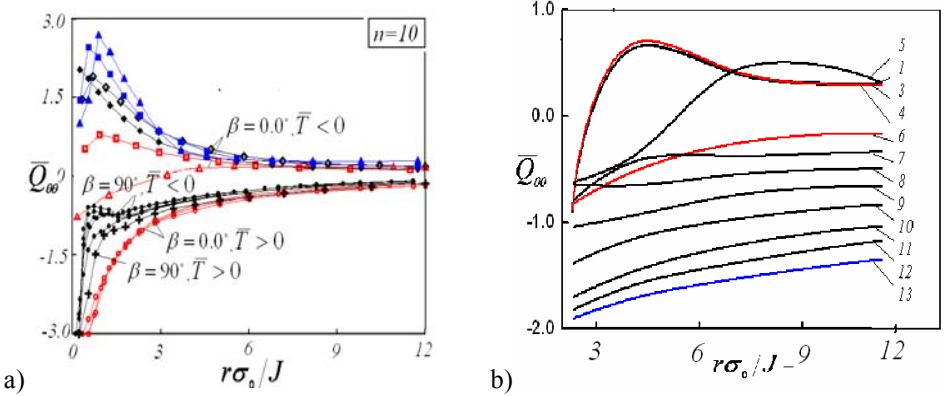 3.0
n=10
1.5
β=0.0°, T̄<0
Q̄θθ
.0
β=90°, T̄<0
-1.5
β=0.0°, T̄>0
β=90°, T̄>0
-3.0
0 3 6 9 12
rσ₀/J
a)
1.0
5
1
3
4
0.0
6
7
Q̄θθ
8
9
-1.0
10
11
12
13
-2.0
3 6 9 12
rσ₀/J –
b)